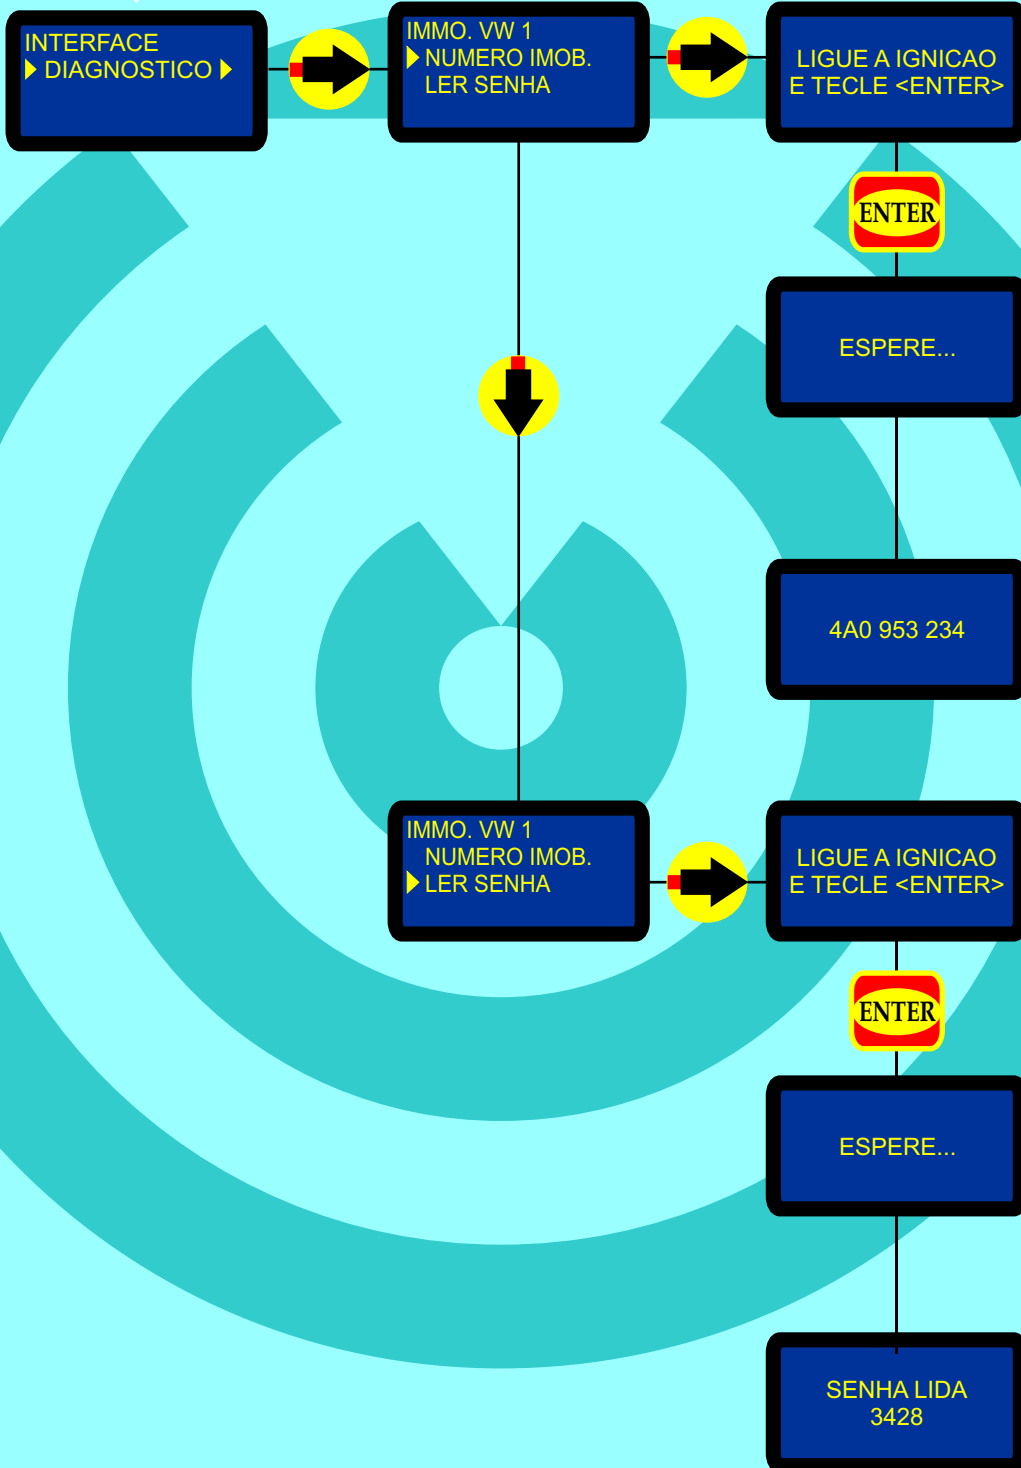 INTERFACE
DIAGNOSTICO
IMMO. VW 1
NUMERO IMOB.
LER SENHA
LIGUE A IGNICAO
E TECLE <ENTER>
ENTER
ESPERE...
4A0 953 234
IMMO. VW 1
NUMERO IMOB.
LER SENHA
LIGUE A IGNICAO
E TECLE <ENTER>
ENTER
ESPERE...
SENHA LIDA
3428